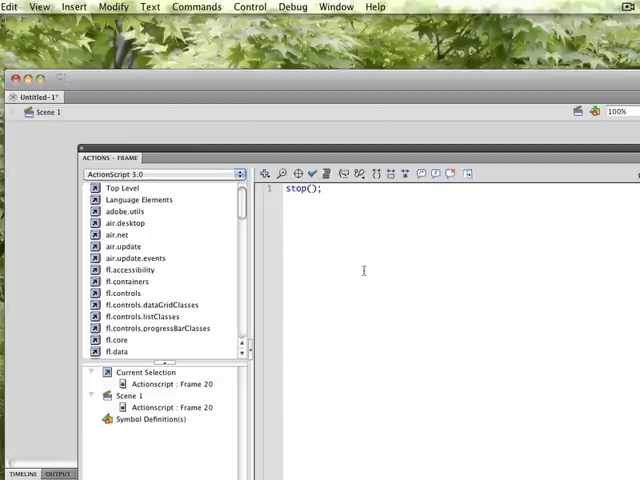 Edit View Insert Modify Text Commands Control Debug Window Help
Untitled-1*
Scene 1
100%
ACTIONS - FRAME
ActionScript 3.0
1 stop();
Top Level
Language Elements
adobe.utils
air.desktop
air.net
air.update
air.update.events
fl.accessibility
fl.containers
fl.controls
fl.controls.dataGridClasses
fl.controls.listClasses
fl.controls.progressBarClasses
fl.core
fl.data
Current Selection
Actionscript : Frame 20
Scene 1
Actionscript : Frame 20
Symbol Definition(s)
TIMELINE OUTPUT